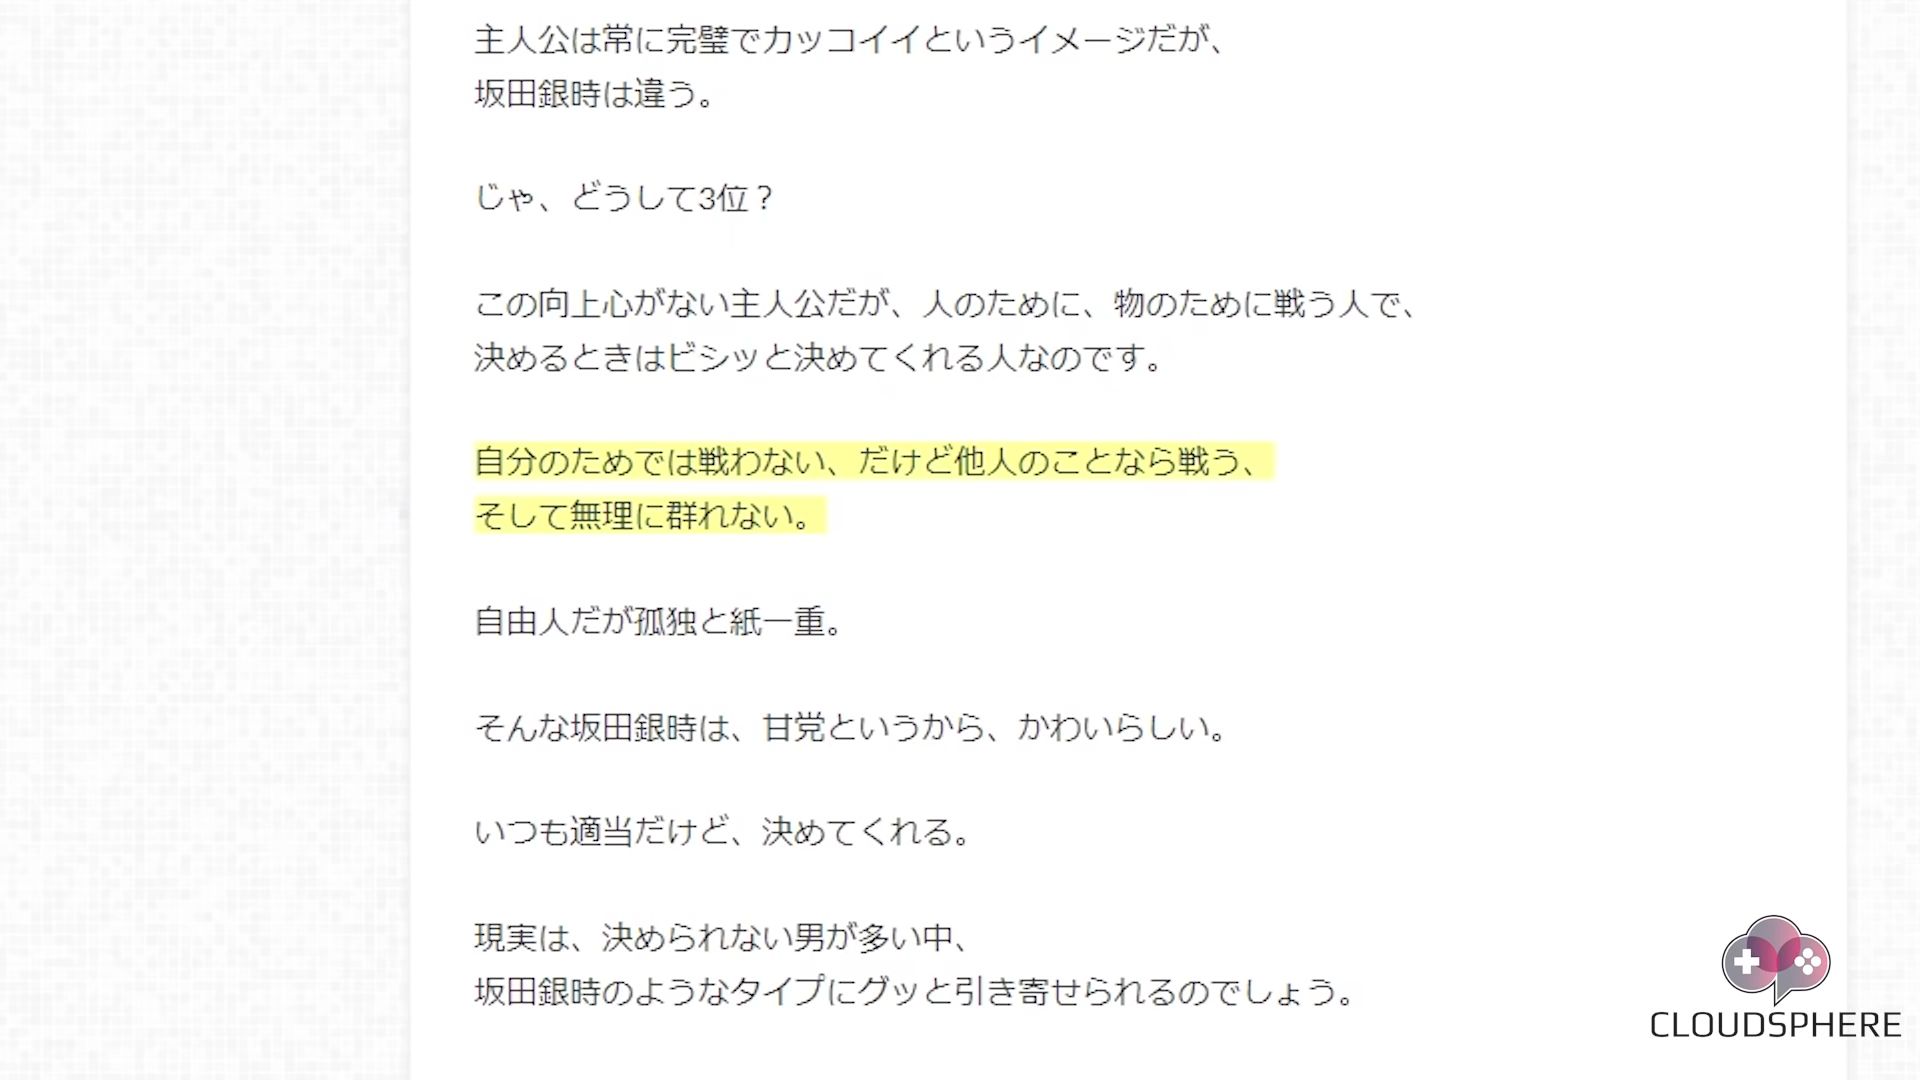 主人公は常に完璧でカッコイイというイメージだが、
坂田銀時は違う。
じゃ、どうして3位？
この向上心がない主人公だが、人のために、物のために戦う人で、
決めるときはビシッと決めてくれる人なのです。
自分のためでは戦わない、だけど他人のことなら戦う、
そして無理に群れない。
自由人だが孤独と紙一重。
そんな坂田銀時は、甘党というから、かわいらしい。
いつも適当だけど、決めてくれる。
現実は、決められない男が多い中、
坂田銀時のようなタイプにグッと引き寄せられるのでしょう。
CLOUDSPHERE